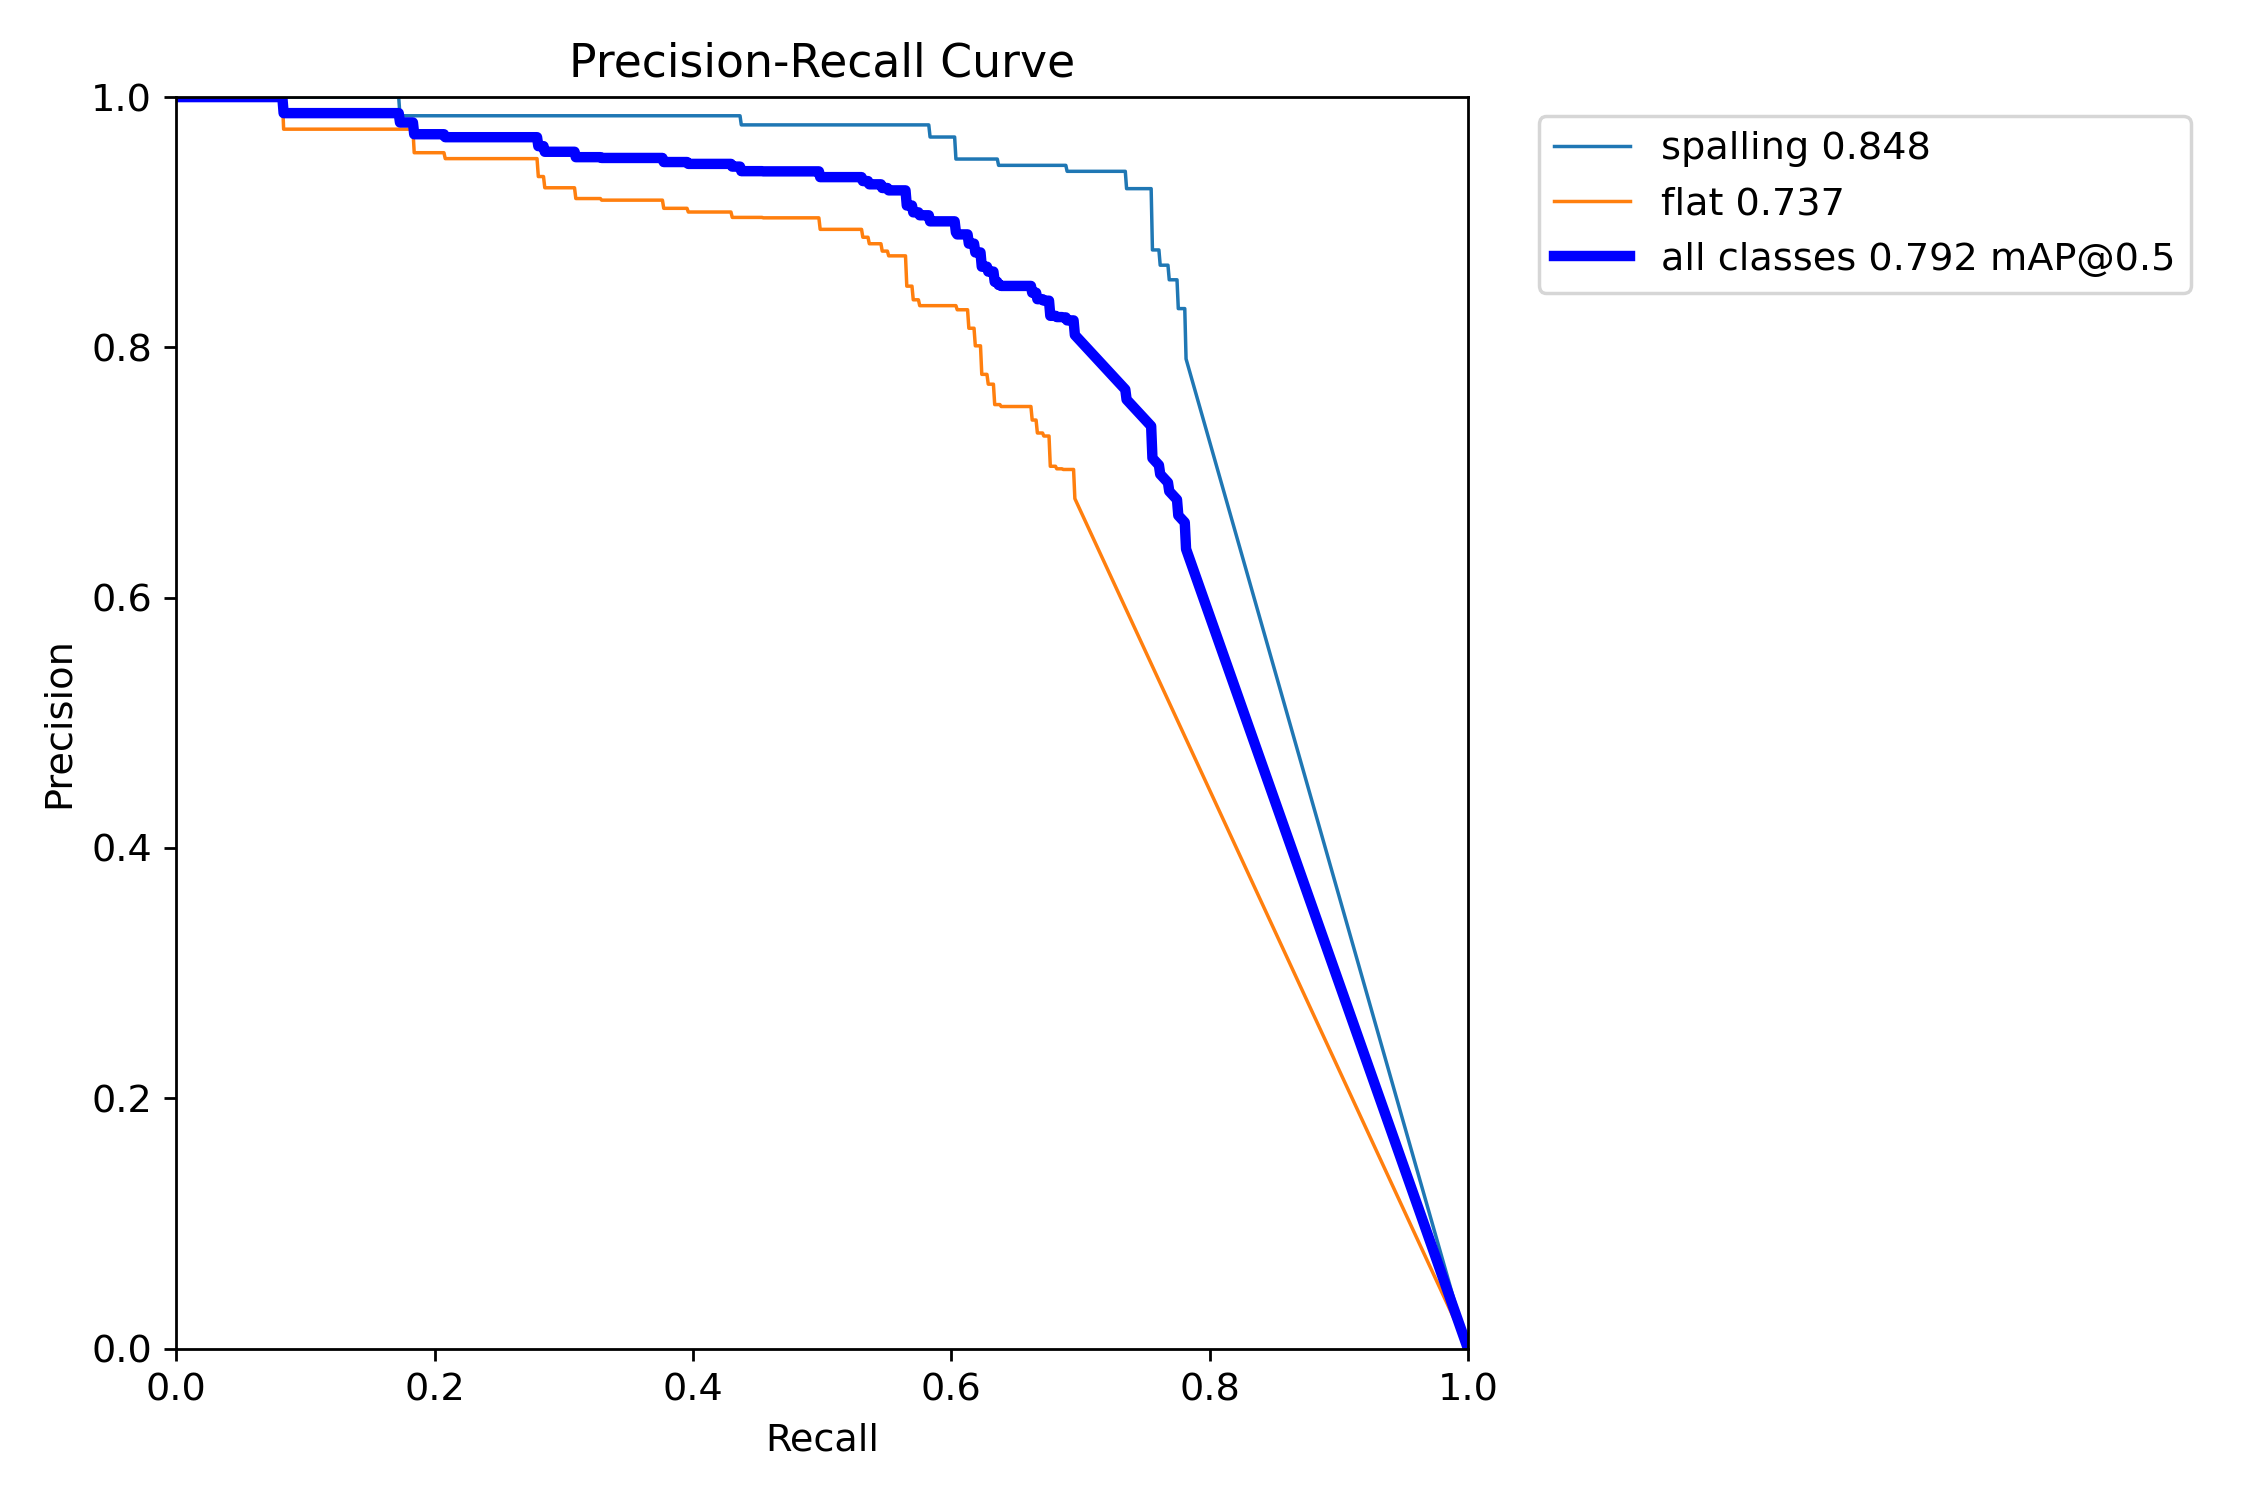 Precision-Recall Curve
spalling 0.848
flat 0.737
all classes 0.792 mAP@0.5
Precision
1.0
0.8
0.6
0.4
0.2
0.0
0.0 0.2 0.4 0.6 0.8 1.0
Recall